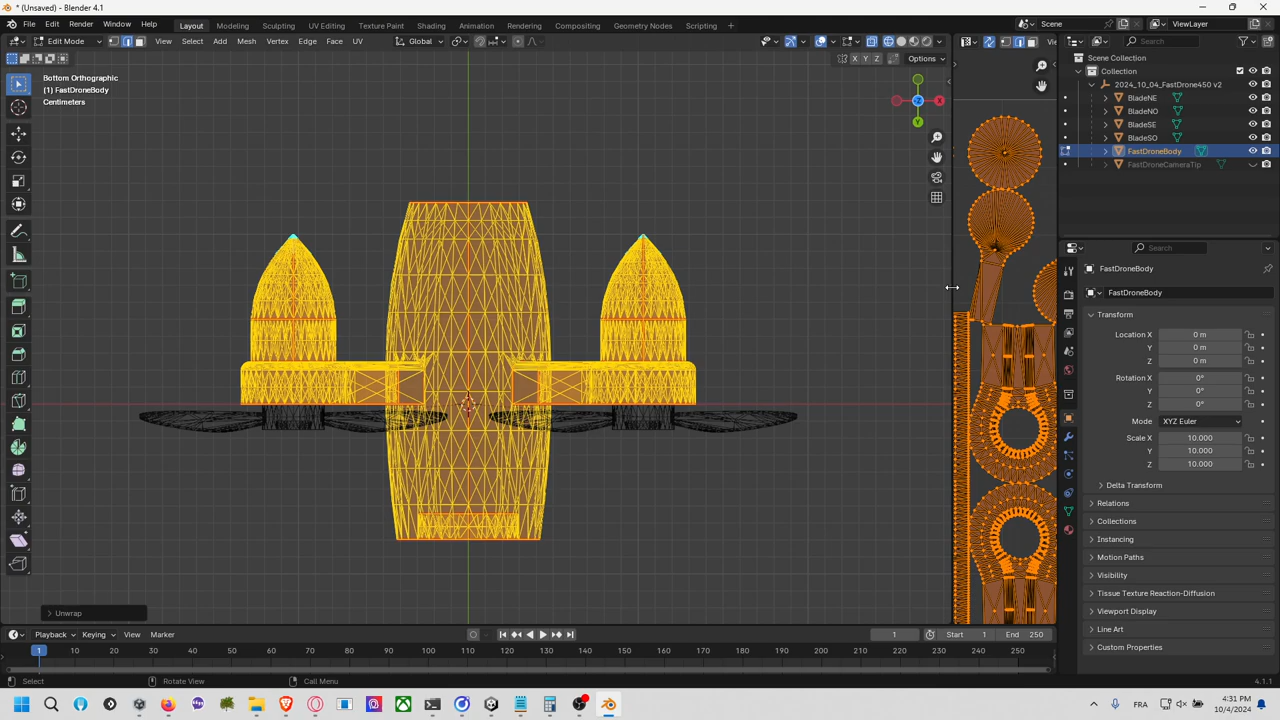 * (Unsaved) - Blender 4.1
File Edit Render Window Help Layout Modeling Sculpting UV Editing Texture Paint Shading Animation Rendering Compositing Geometry Nodes Scripting + Scene ViewLayer
Edit Mode View Select Add Mesh Vertex Edge Face UV Global Vie Search
X Y Z Options
Bottom Orthographic
(1) FastDroneBody
Centimeters
X
Z
Y
Scene Collection
Collection
2024_10_04_FastDrone450 v2
BladeNE
BladeNO
BladeSE
BladeSO
FastDroneBody
FastDroneCameraTip
Search
FastDroneBody
FastDroneBody
Transform
Location X 0 m
Y 0 m
Z 0 m
Rotation X 0°
Y 0°
Z 0°
Mode XYZ Euler
Scale X 10.000
Y 10.000
Z 10.000
Delta Transform
Relations
Collections
Instancing
Motion Paths
Visibility
Tissue Texture Reaction-Diffusion
Viewport Display
Line Art
Custom Properties
Unwrap
Playback Keying View Marker 1 Start 1 End 250
1 10 20 30 40 50 60 70 80 90 100 110 120 130 140 150 160 170 180 190 200 210 220 230 240 250
Select Rotate View Call Menu 4.1.1
FRA 4:31 PM
10/4/2024